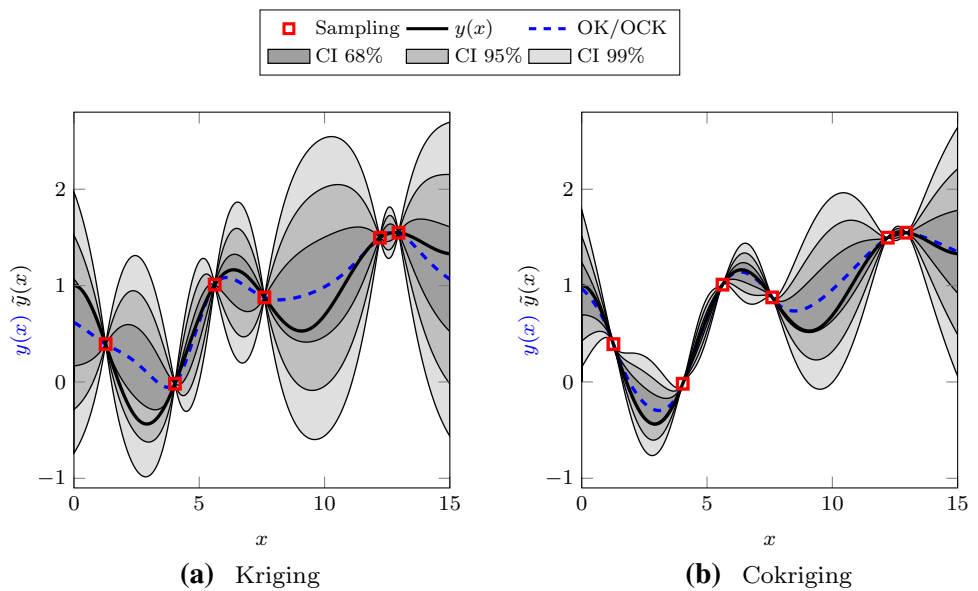 Sampling y(x) OK/OCK
CI 68% CI 95% CI 99%
y(x) ỹ(x)
2
1
0
−1
0 5 10 15
x
(a) Kriging
y(x) ỹ(x)
2
1
0
−1
0 5 10 15
x
(b) Cokriging